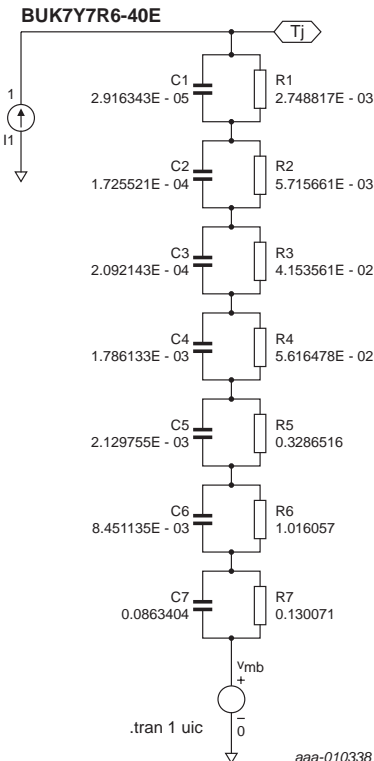 BUK7Y7R6-40E
Tj
1
I1
C1
2.916343E - 05
R1
2.748817E - 03
C2
1.725521E - 04
R2
5.715661E - 03
C3
2.092143E - 04
R3
4.153561E - 02
C4
1.786133E - 03
R4
5.616478E - 02
C5
2.129755E - 03
R5
0.3286516
C6
8.451135E - 03
R6
1.016057
C7
0.0863404
R7
0.130071
vmb
+
.tran 1 uic
−
0
aaa-010338